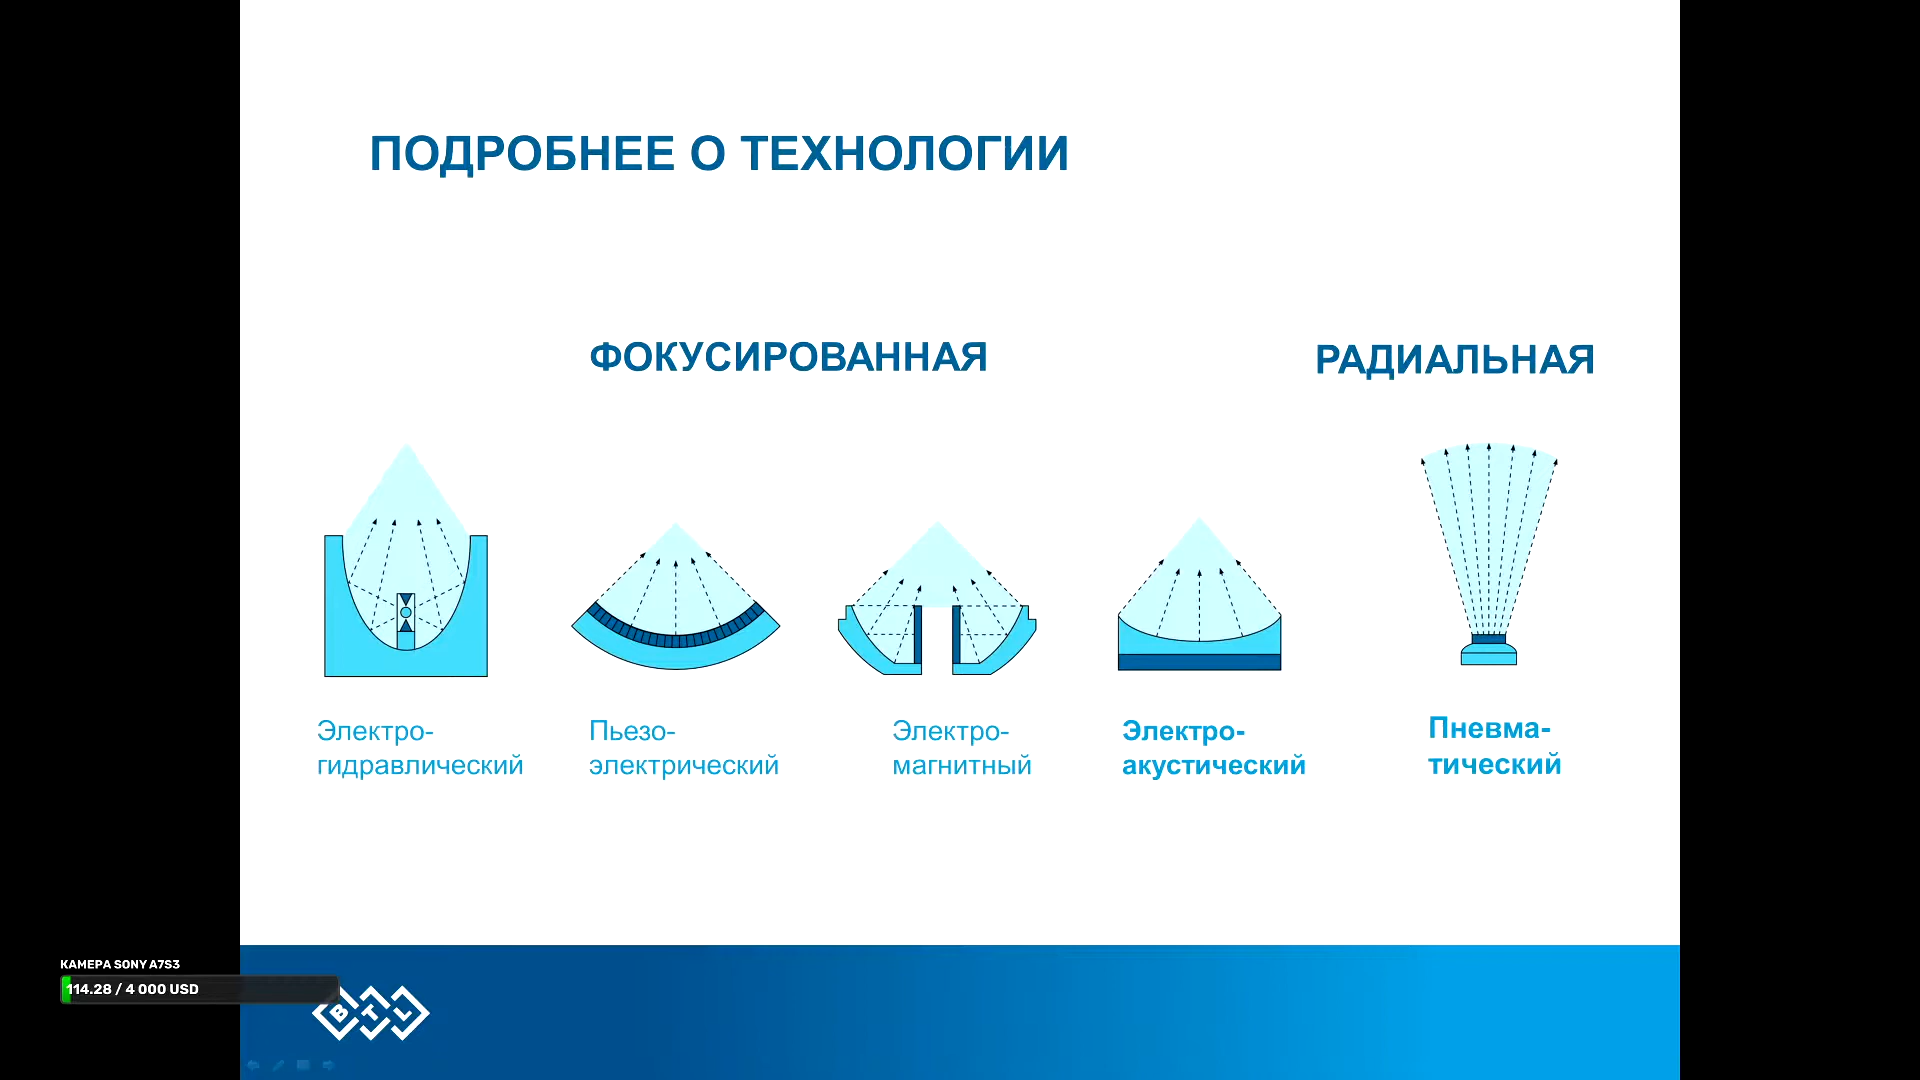 ПОДРОБНЕЕ О ТЕХНОЛОГИИ
ФОКУСИРОВАННАЯ
РАДИАЛЬНАЯ
Электро-
гидравлический
Пьезо-
электрический
Электро-
магнитный
Электро-
акустический
Пневма-
тический
КАМЕРА SONY A7S3
114.28 / 4 000 USD
BTL